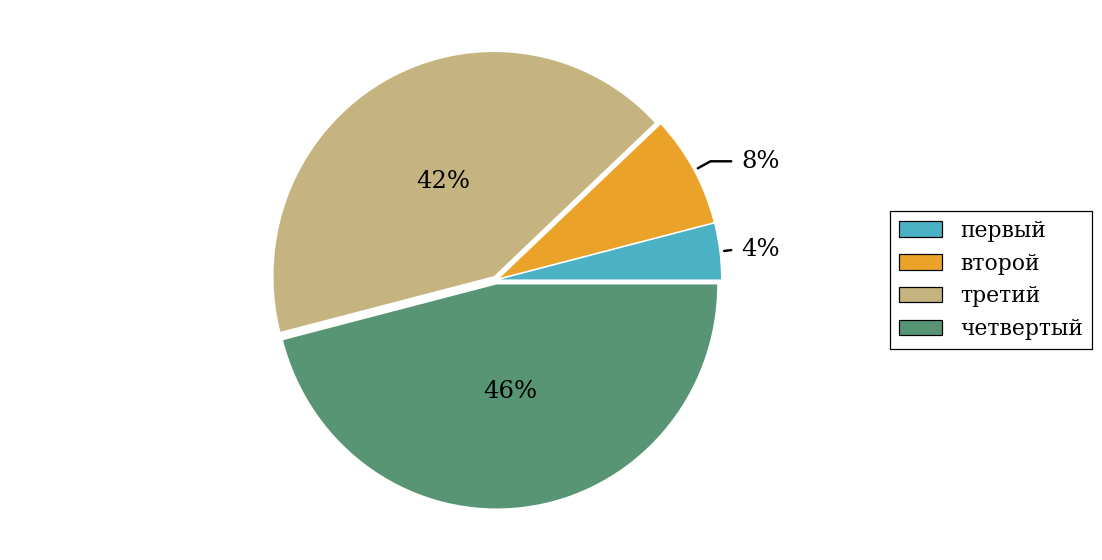 8%
42%
4%
46%
первый
второй
третий
четвертый